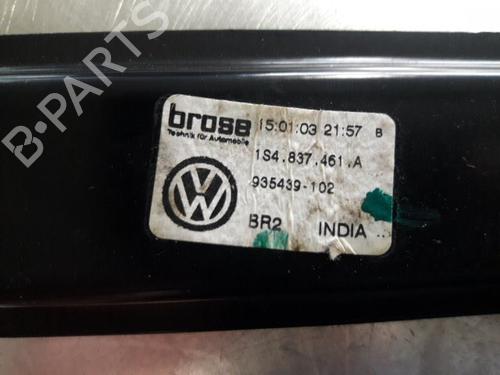 B-PARTS
brose 15:01:03 21:57 B
Technik für Automobile
1S4.837.461.A
935439-102
BR2 INDIA ..